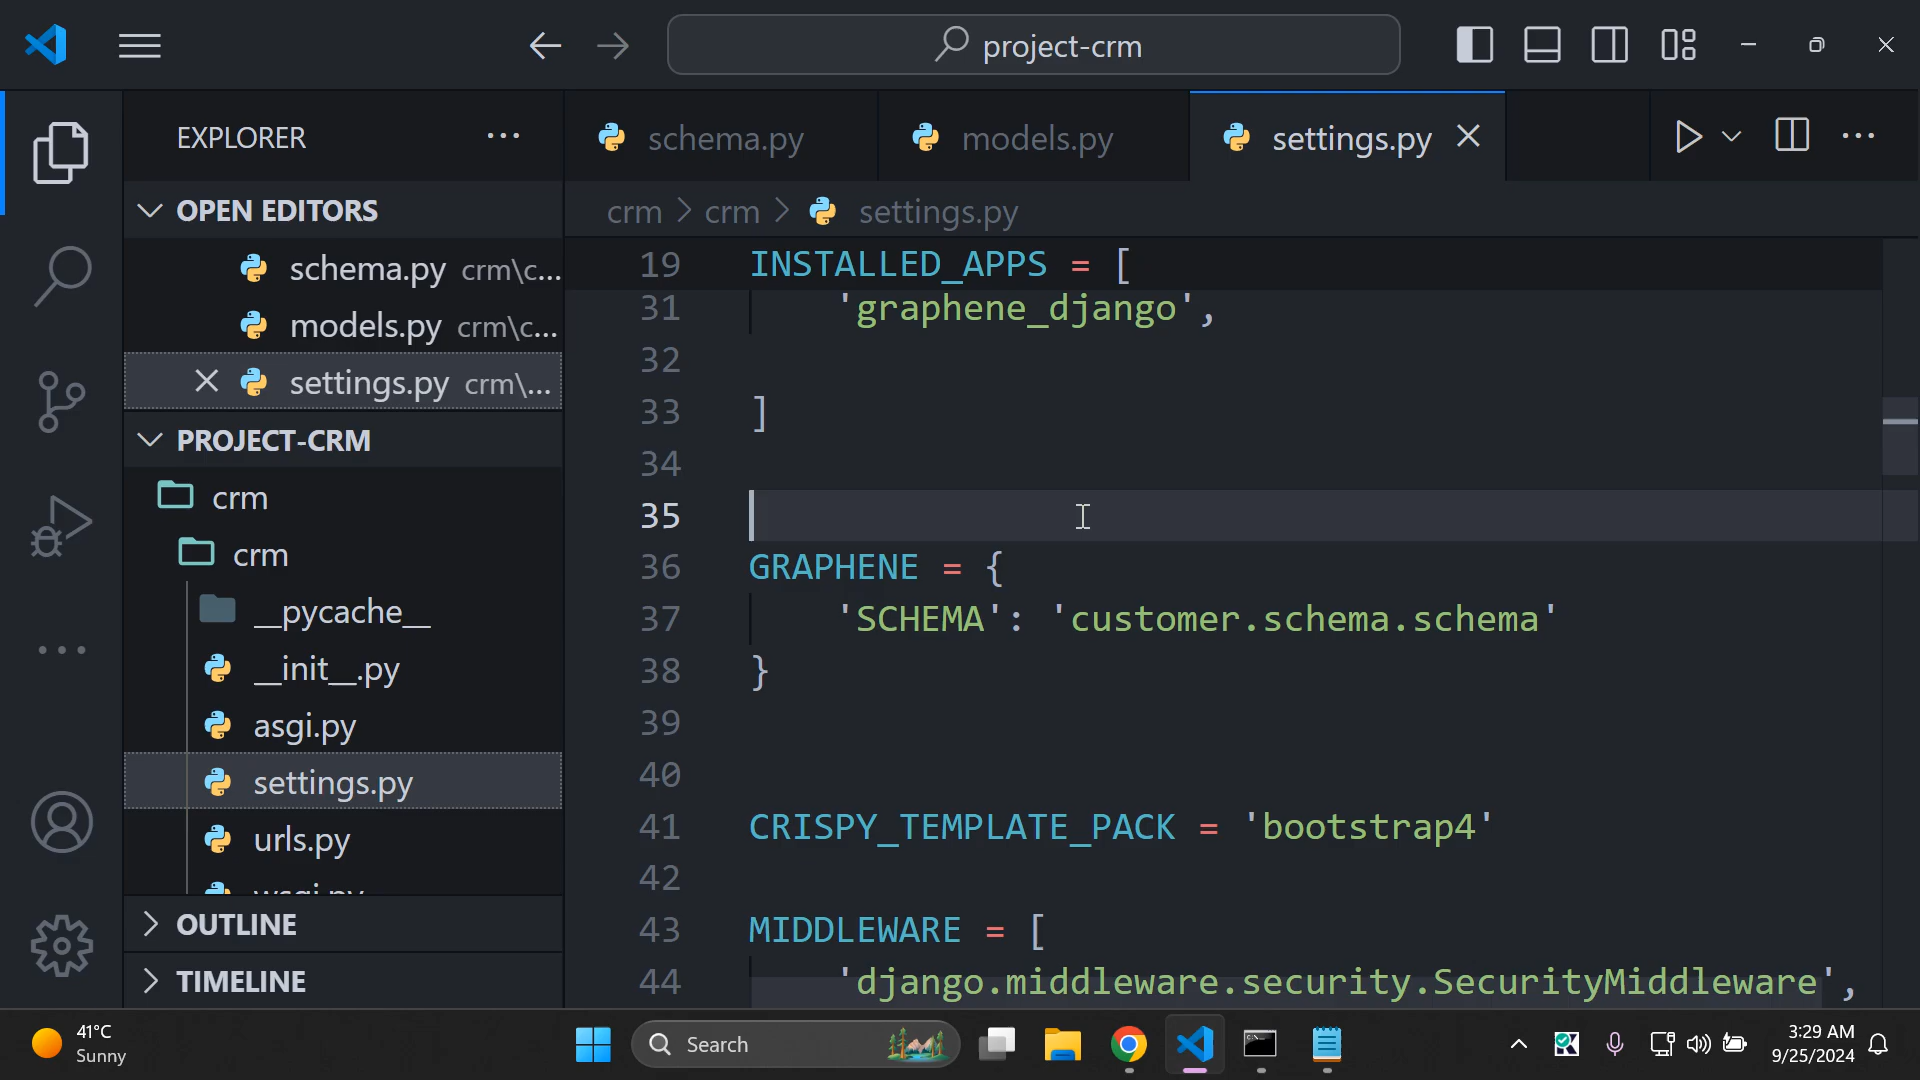 project-crm
EXPLORER ...
schema.py
models.py
settings.py
OPEN EDITORS
schema.py crm\c...
models.py crm\c...
settings.py crm\...
PROJECT-CRM
crm
crm
__pycache__
__init__.py
asgi.py
settings.py
urls.py
wsgi.py
OUTLINE
TIMELINE
crm > crm > settings.py
19 INSTALLED_APPS = [
31 'graphene_django',
32
33 ]
34
35
36 GRAPHENE = {
37 'SCHEMA': 'customer.schema.schema'
38 }
39
40
41 CRISPY_TEMPLATE_PACK = 'bootstrap4'
42
43 MIDDLEWARE = [
44 'django.middleware.security.SecurityMiddleware',
41°C
Sunny
Search
3:29 AM
9/25/2024